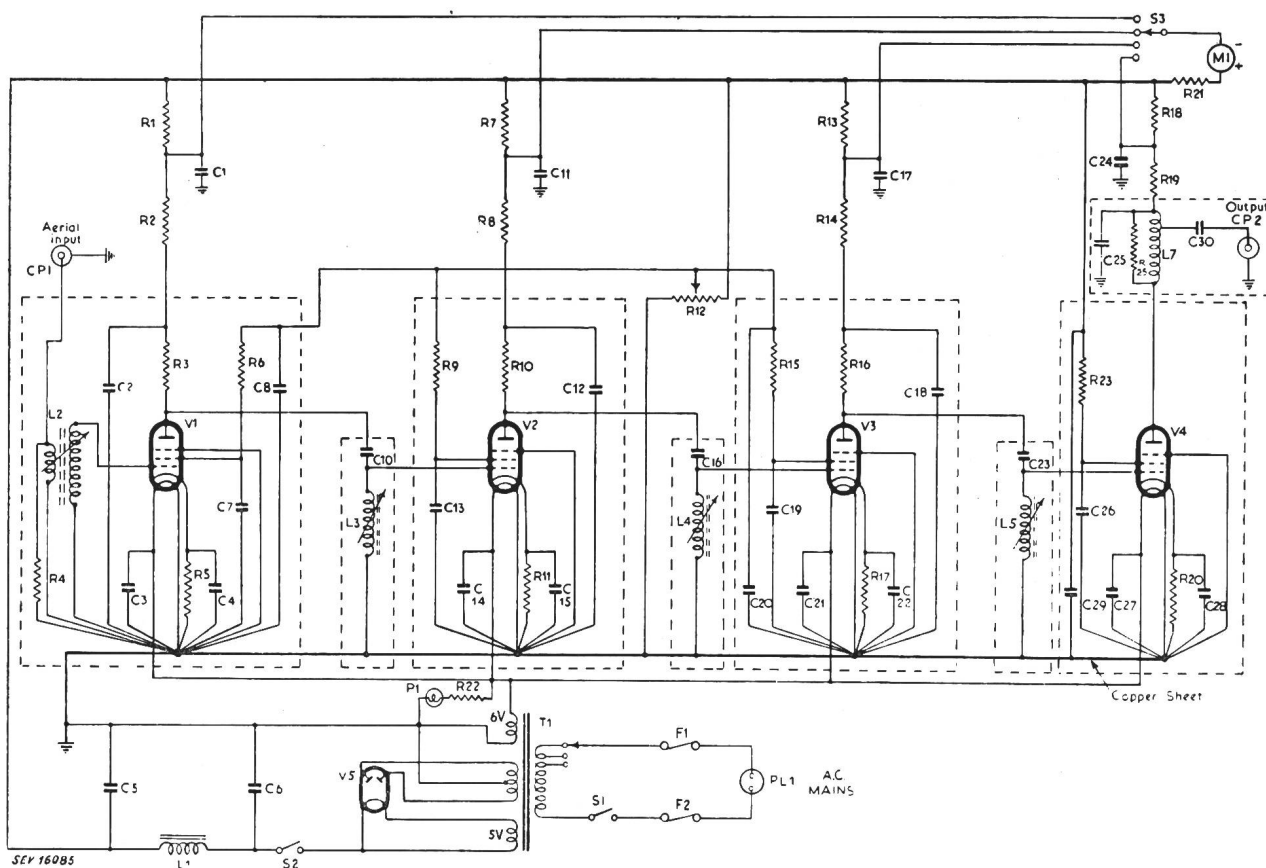 S3
M1
-
+
R21
R1
R7
R13
R18
C1
C11
C17
C24
R19
R2
R8
R14
Aerial
input
CP1
Output
CP2
C30
C25
R
25
L7
R12
C2
R3
R6
C8
R9
R10
C12
R15
R16
C18
R23
L2
V1
V2
V3
V4
C10
C16
C23
C7
C13
C19
C26
L3
L4
L5
R4
C3
R5
C4
C
14
R11
C
15
C20
C21
R17
C
22
C29
C27
R20
C28
Copper Sheet
P1
R22
6V
T1
F1
C5
C6
V5
PL1
A.C.
MAINS
S1
F2
5V
L1
S2
SEV 16085